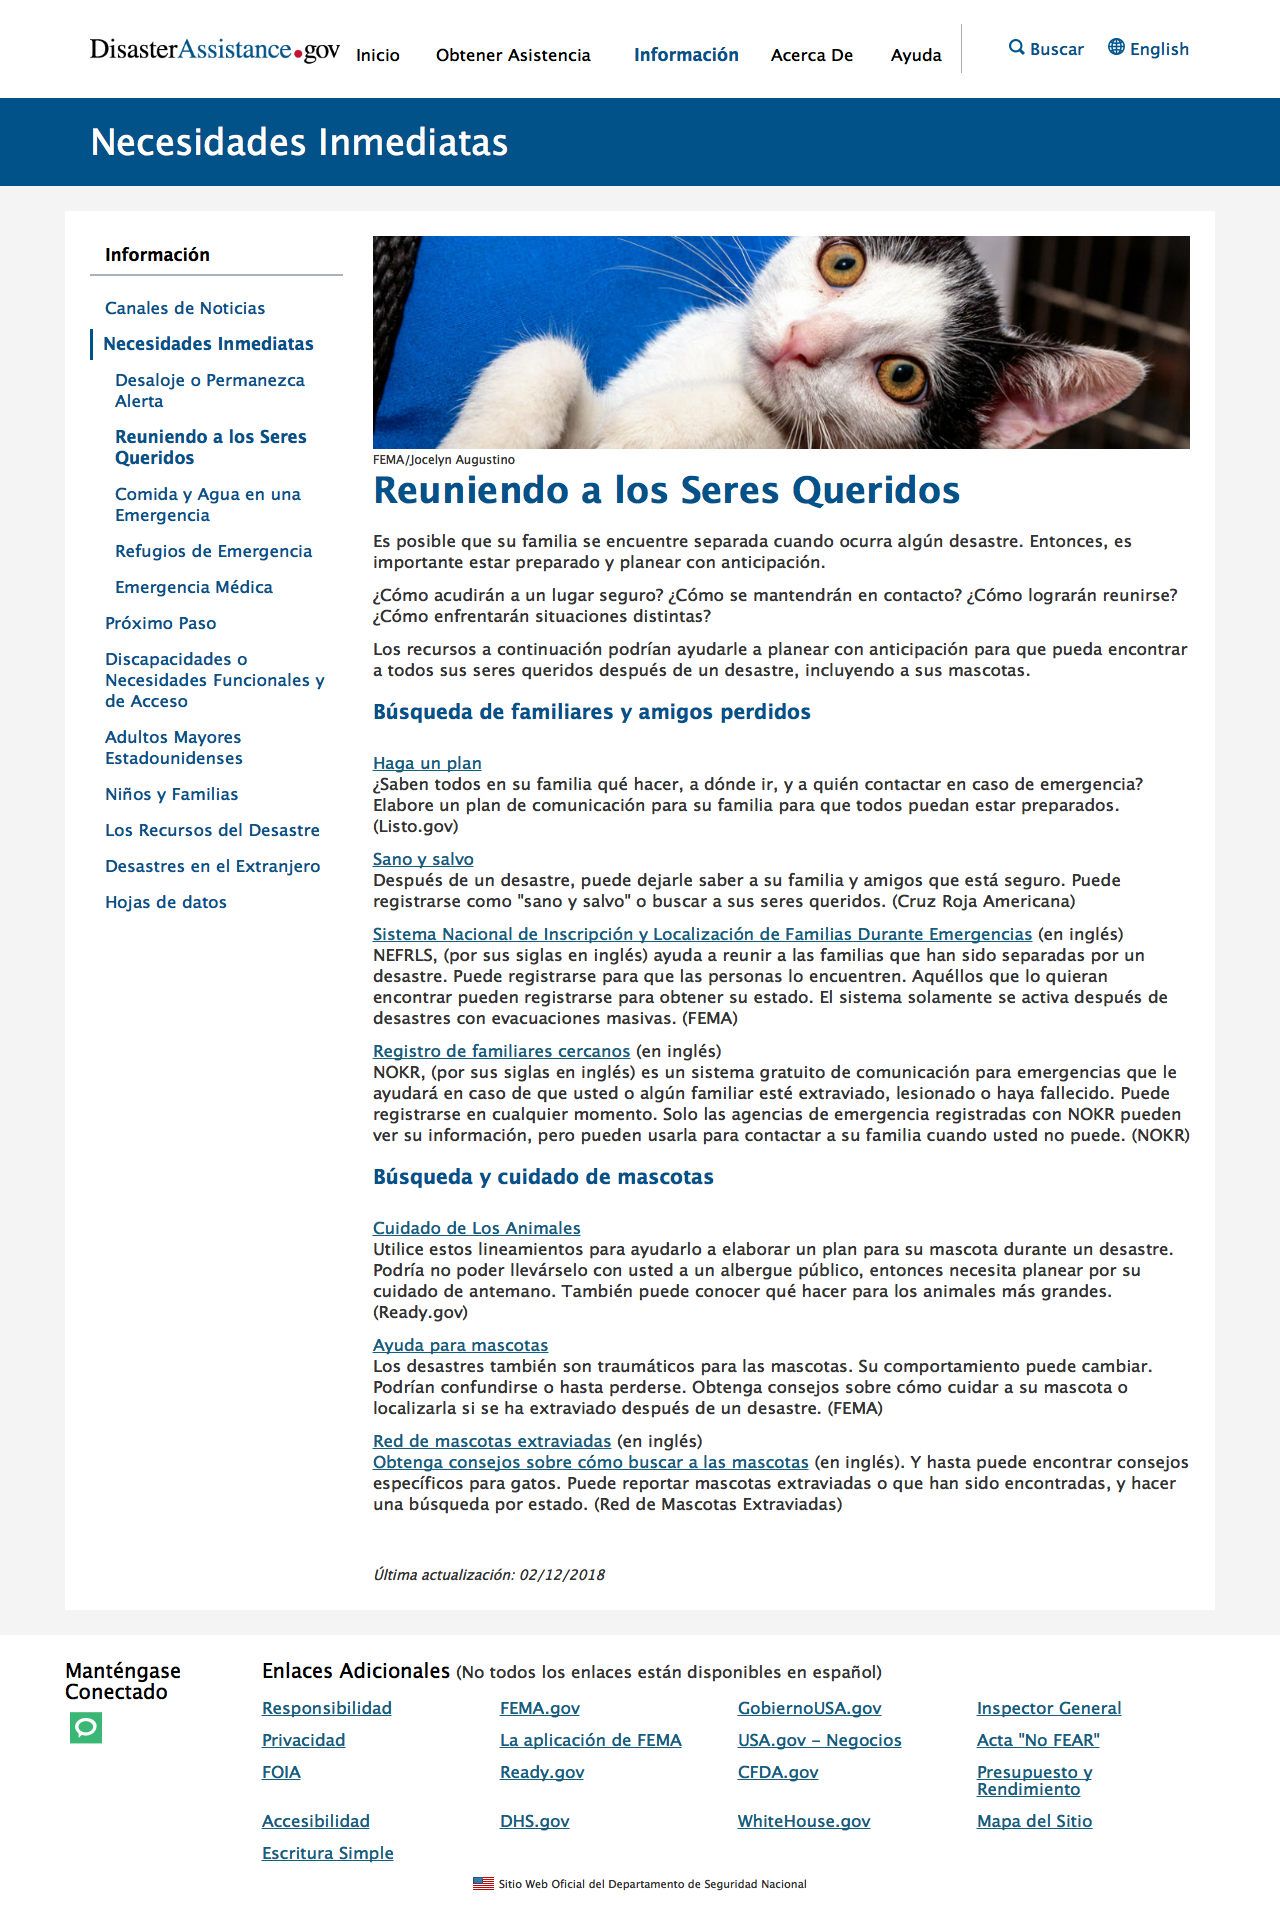 DisasterAssistance.gov
Inicio
Obtener Asistencia
Información
Acerca De
Ayuda
Buscar
English
Necesidades Inmediatas
Información
Canales de Noticias
Necesidades Inmediatas
Desaloje o Permanezca
Alerta
Reuniendo a los Seres
Queridos
Comida y Agua en una
Emergencia
Refugios de Emergencia
Emergencia Médica
Próximo Paso
Discapacidades o
Necesidades Funcionales y
de Acceso
Adultos Mayores
Estadounidenses
Niños y Familias
Los Recursos del Desastre
Desastres en el Extranjero
Hojas de datos
FEMA/Jocelyn Augustino
Reuniendo a los Seres Queridos
Es posible que su familia se encuentre separada cuando ocurra algún desastre. Entonces, es
importante estar preparado y planear con anticipación.
¿Cómo acudirán a un lugar seguro? ¿Cómo se mantendrán en contacto? ¿Cómo lograrán reunirse?
¿Cómo enfrentarán situaciones distintas?
Los recursos a continuación podrían ayudarle a planear con anticipación para que pueda encontrar
a todos sus seres queridos después de un desastre, incluyendo a sus mascotas.
Búsqueda de familiares y amigos perdidos
Haga un plan
¿Saben todos en su familia qué hacer, a dónde ir, y a quién contactar en caso de emergencia?
Elabore un plan de comunicación para su familia para que todos puedan estar preparados.
(Listo.gov)
Sano y salvo
Después de un desastre, puede dejarle saber a su familia y amigos que está seguro. Puede
registrarse como "sano y salvo" o buscar a sus seres queridos. (Cruz Roja Americana)
Sistema Nacional de Inscripción y Localización de Familias Durante Emergencias (en inglés)
NEFRLS, (por sus siglas en inglés) ayuda a reunir a las familias que han sido separadas por un
desastre. Puede registrarse para que las personas lo encuentren. Aquéllos que lo quieran
encontrar pueden registrarse para obtener su estado. El sistema solamente se activa después de
desastres con evacuaciones masivas. (FEMA)
Registro de familiares cercanos (en inglés)
NOKR, (por sus siglas en inglés) es un sistema gratuito de comunicación para emergencias que le
ayudará en caso de que usted o algún familiar esté extraviado, lesionado o haya fallecido. Puede
registrarse en cualquier momento. Solo las agencias de emergencia registradas con NOKR pueden
ver su información, pero pueden usarla para contactar a su familia cuando usted no puede. (NOKR)
Búsqueda y cuidado de mascotas
Cuidado de Los Animales
Utilice estos lineamientos para ayudarlo a elaborar un plan para su mascota durante un desastre.
Podría no poder llevárselo con usted a un albergue público, entonces necesita planear por su
cuidado de antemano. También puede conocer qué hacer para los animales más grandes.
(Ready.gov)
Ayuda para mascotas
Los desastres también son traumáticos para las mascotas. Su comportamiento puede cambiar.
Podrían confundirse o hasta perderse. Obtenga consejos sobre cómo cuidar a su mascota o
localizarla si se ha extraviado después de un desastre. (FEMA)
Red de mascotas extraviadas (en inglés)
Obtenga consejos sobre cómo buscar a las mascotas (en inglés). Y hasta puede encontrar consejos
específicos para gatos. Puede reportar mascotas extraviadas o que han sido encontradas, y hacer
una búsqueda por estado. (Red de Mascotas Extraviadas)
Última actualización: 02/12/2018
Manténgase
Conectado
Enlaces Adicionales (No todos los enlaces están disponibles en español)
Responsibilidad
FEMA.gov
GobiernoUSA.gov
Inspector General
Privacidad
La aplicación de FEMA
USA.gov – Negocios
Acta "No FEAR"
FOIA
Ready.gov
CFDA.gov
Presupuesto y
Rendimiento
Accesibilidad
DHS.gov
WhiteHouse.gov
Mapa del Sitio
Escritura Simple
Sitio Web Oficial del Departamento de Seguridad Nacional